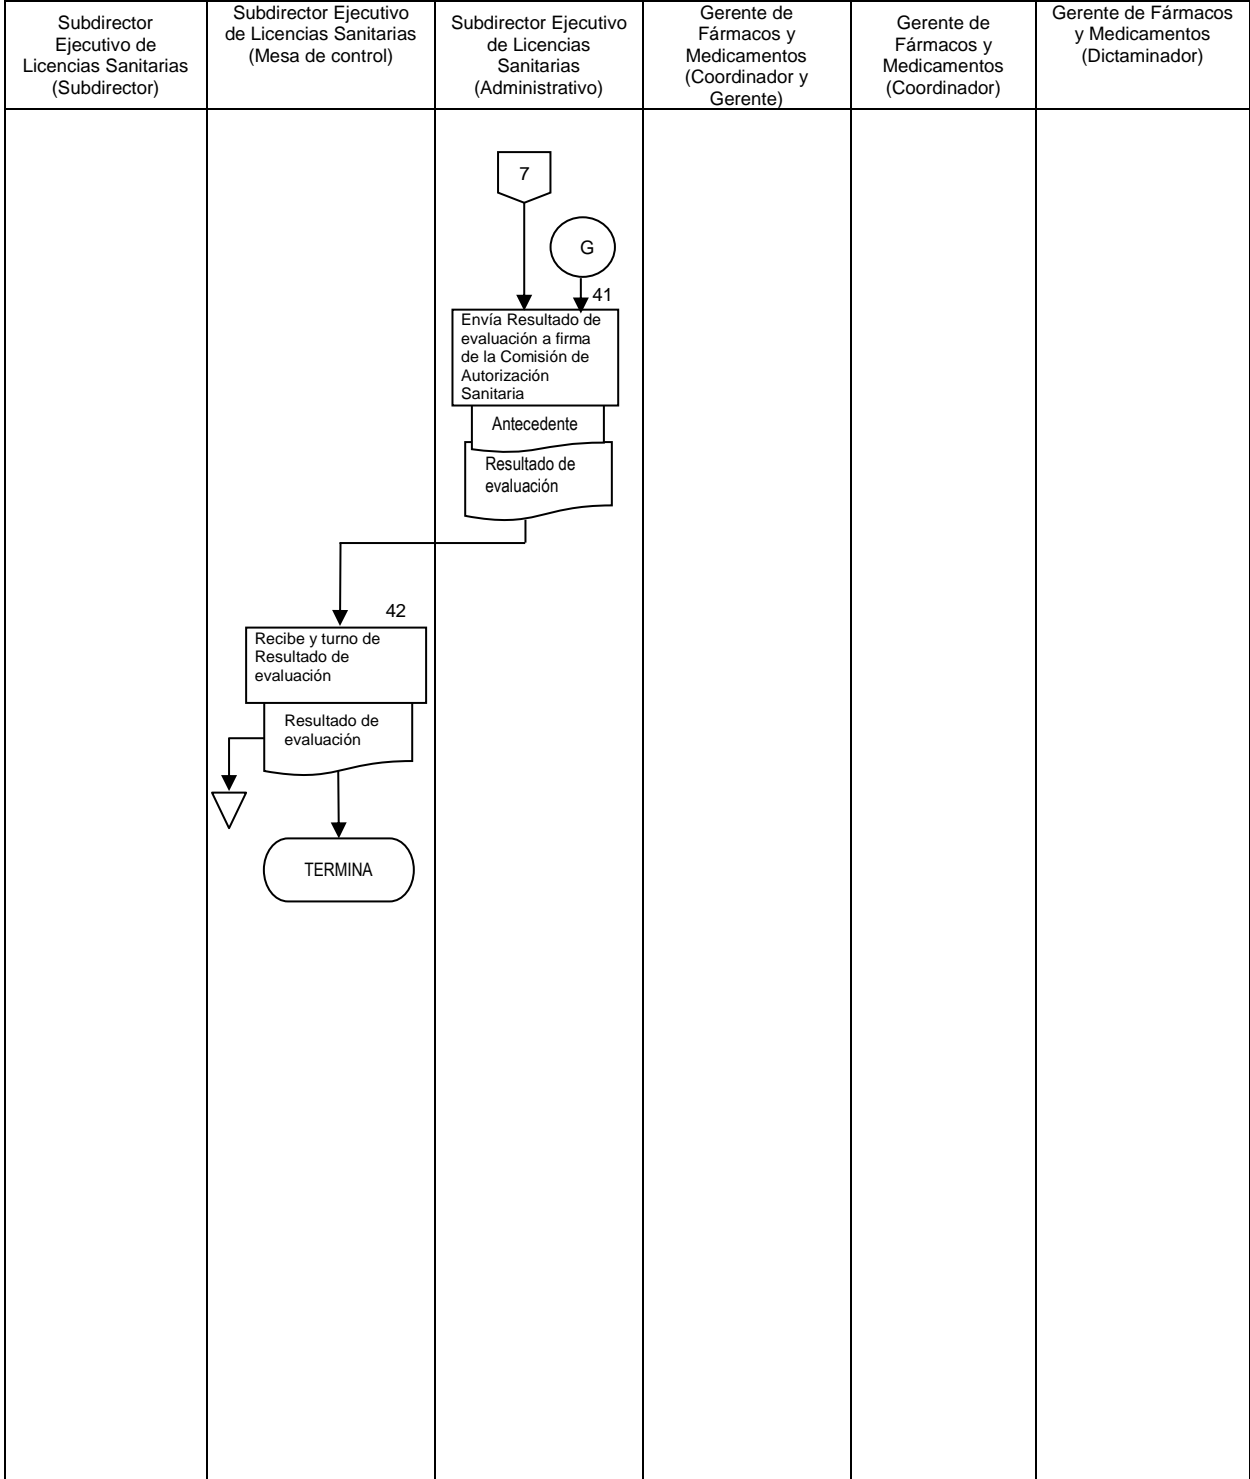 Subdirector
Ejecutivo de
Licencias Sanitarias
(Subdirector)
Subdirector Ejecutivo
de Licencias Sanitarias
(Mesa de control)
Subdirector Ejecutivo
de Licencias
Sanitarias
(Administrativo)
Gerente de
Fármacos y
Medicamentos
(Coordinador y
Gerente)
Gerente de
Fármacos y
Medicamentos
(Coordinador)
Gerente de Fármacos
y Medicamentos
(Dictaminador)
7
G
41
Envía Resultado de
evaluación a firma
de la Comisión de
Autorización
Sanitaria
Antecedente
Resultado de
evaluación
42
Recibe y turno de
Resultado de
evaluación
Resultado de
evaluación
TERMINA